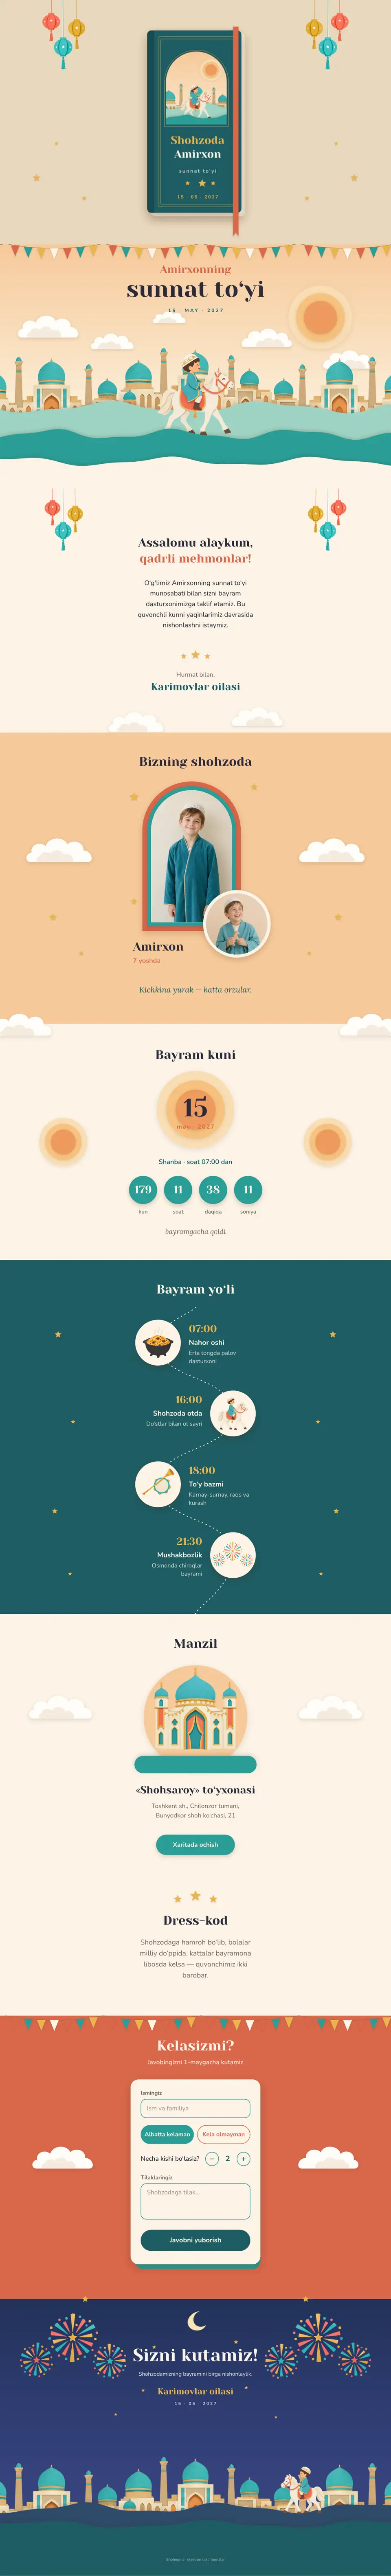 Shohzoda
Amirxon
sunnat to'yi
15 · 05 · 2027
Amirxonning
sunnat to‘yi
15 · MAY · 2027
Assalomu alaykum,
qadrli mehmonlar!
O‘g‘limiz Amirxonning sunnat to‘yi
munosabati bilan sizni bayram
dasturxonimizga taklif etamiz. Bu
quvonchli kunni yaqinlarimiz davrasida
nishonlashni istaymiz.
Hurmat bilan,
Karimovlar oilasi
Bizning shohzoda
Amirxon
7 yoshda
Kichkina yurak — katta orzular.
Bayram kuni
15
may · 2027
Shanba · soat 07:00 dan
179 11 38 11
kun soat daqiqa soniya
bayramgacha qoldi
Bayram yo‘li
07:00
Nahor oshi
Erta tongda palov
dasturxoni
16:00
Shohzoda otda
Do‘stlar bilan ot sayri
18:00
To‘y bazmi
Karnay-surnay, raqs va
kurash
21:30
Mushakbozlik
Osmonda chiroqlar
bayrami
Manzil
«Shohsaroy» to‘yxonasi
Toshkent sh., Chilonzor tumani,
Bunyodkor shoh ko‘chasi, 21
Xaritada ochish
Dress-kod
Shohzodaga hamroh bo‘lib, bolalar
milliy do‘ppida, kattalar bayramona
libosda kelsa — quvonchimiz ikki
barobar.
Kelasizmi?
Javobingizni 1-maygacha kutamiz
Ismingiz
Ism va familiya
Albatta kelaman Kela olmayman
Necha kishi bo‘lasiz? − 2 +
Tilaklaringiz
Shohzodaga tilak...
Javobni yuborish
Sizni kutamiz!
Shohzodamizning bayramini birga nishonlaylik.
Karimovlar oilasi
15 · 05 · 2027